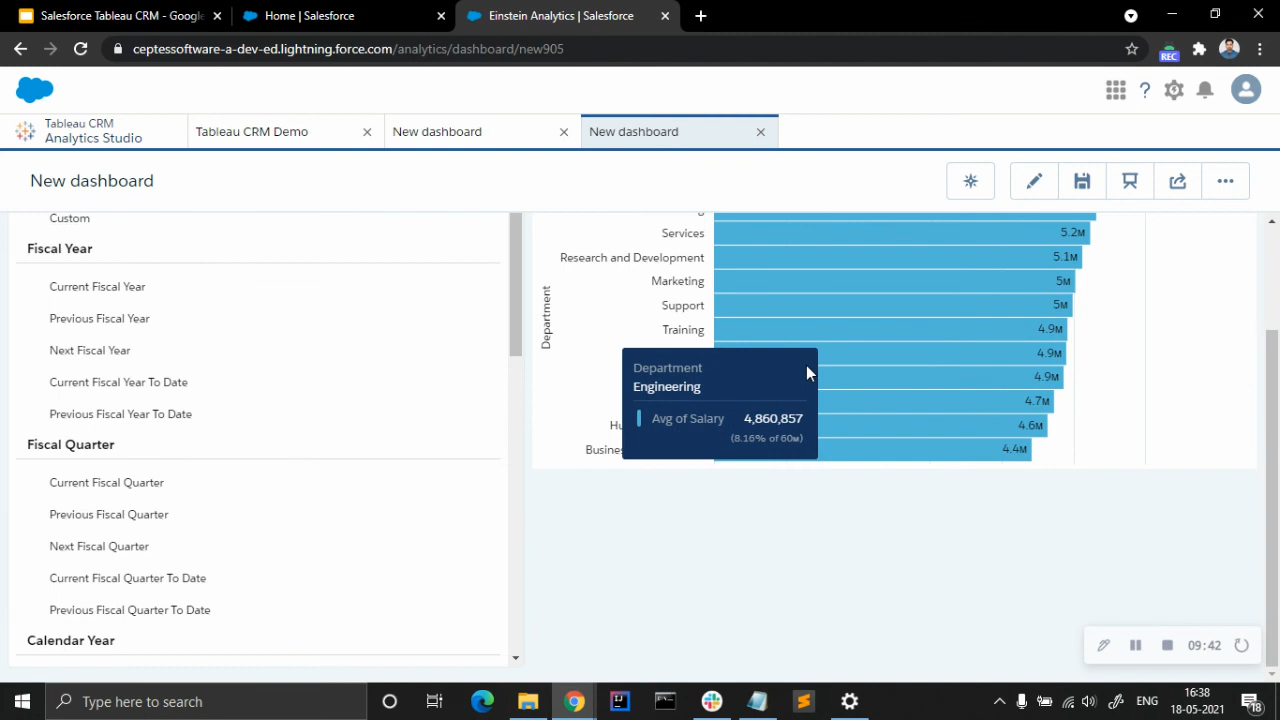 Salesforce Tableau CRM - Google
Home | Salesforce
Einstein Analytics | Salesforce
ceptessoftware-a-dev-ed.lightning.force.com/analytics/dashboard/new905
REC
Tableau CRM
Analytics Studio
Tableau CRM Demo
New dashboard
New dashboard
New dashboard
Custom
Fiscal Year
Current Fiscal Year
Previous Fiscal Year
Next Fiscal Year
Current Fiscal Year To Date
Previous Fiscal Year To Date
Fiscal Quarter
Current Fiscal Quarter
Previous Fiscal Quarter
Next Fiscal Quarter
Current Fiscal Quarter To Date
Previous Fiscal Quarter To Date
Calendar Year
Department
Services 5.2M
Research and Development 5.1M
Marketing 5M
Support 5M
Training 4.9M
4.9M
4.9M
4.7M
4.6M
4.4M
Department
Engineering
Avg of Salary 4,860,857
(8.16% of 60M)
09:42
Type here to search
ENG
16:38
18-05-2021
18